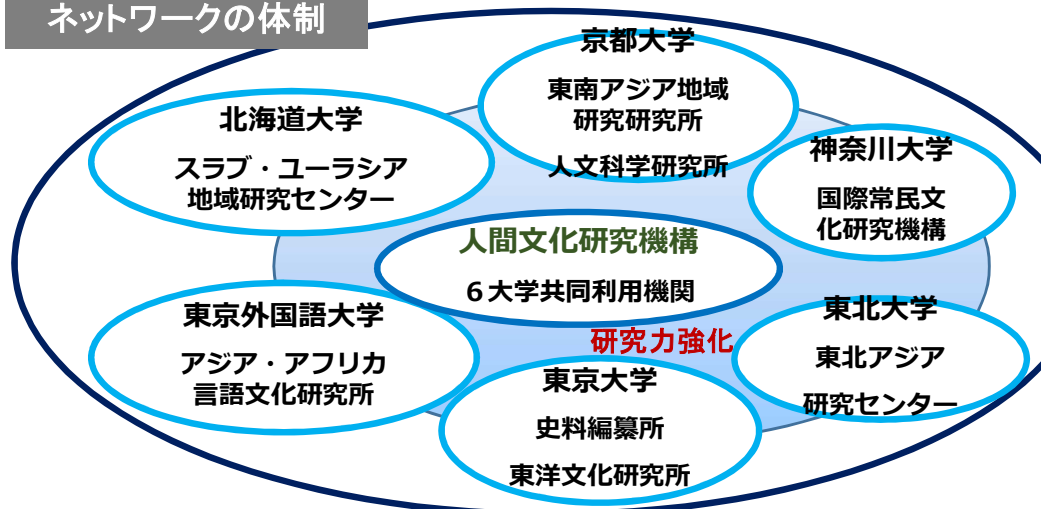 ネットワークの体制
京都大学
東南アジア地域
研究研究所
人文科学研究所
北海道大学
スラブ・ユーラシア
地域研究センター
神奈川大学
国際常民文
化研究機構
人間文化研究機構
６大学共同利用機関
東京外国語大学
アジア・アフリカ
言語文化研究所
研究力強化
東北大学
東北アジア
研究センター
東京大学
史料編纂所
東洋文化研究所